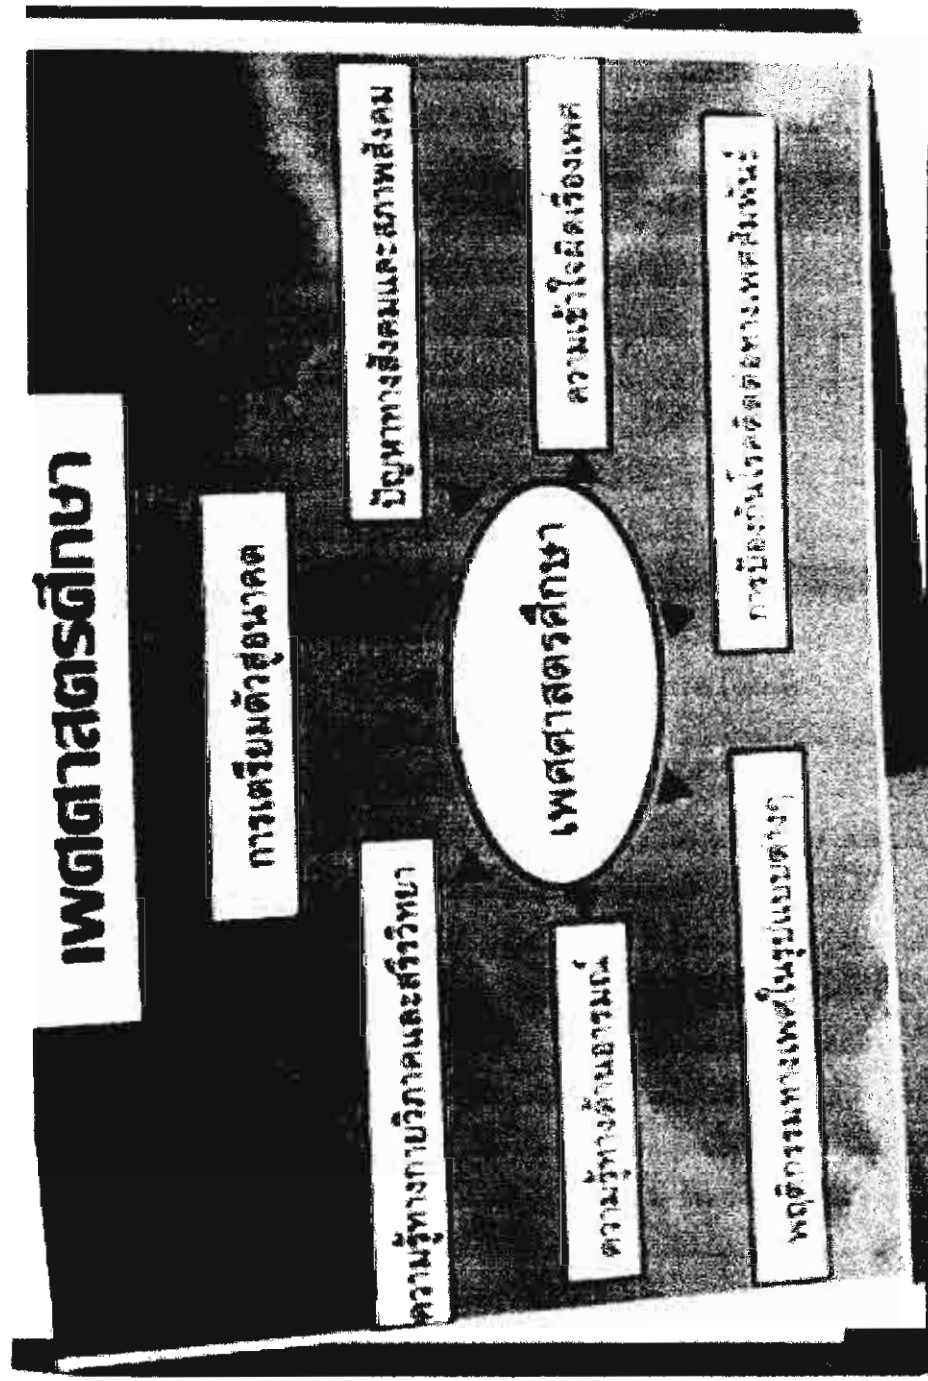 เพศศาสตรศึกษา
การเตรียมตัวสู่อนาคต
ความรู้ทางกายวิภาคและสรีรวิทยา
ปัญหาทางสังคมและสภาพสังคม
เพศศาสตรศึกษา
ความรู้ทางด้านอารมณ์
ความเข้าใจผิดเรื่องเพศ
พฤติกรรมทางเพศในรูปแบบต่างๆ
การป้องกันโรคติดต่อทางเพศสัมพันธ์